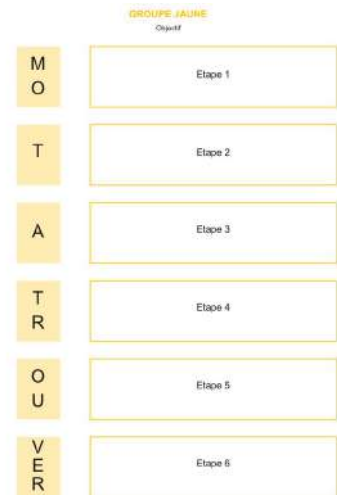 GROUPE JAUNE
Objectif
M
O
Etape 1
T
Etape 2
A
Etape 3
T
R
Etape 4
O
U
Etape 5
V
E
R
Etape 6